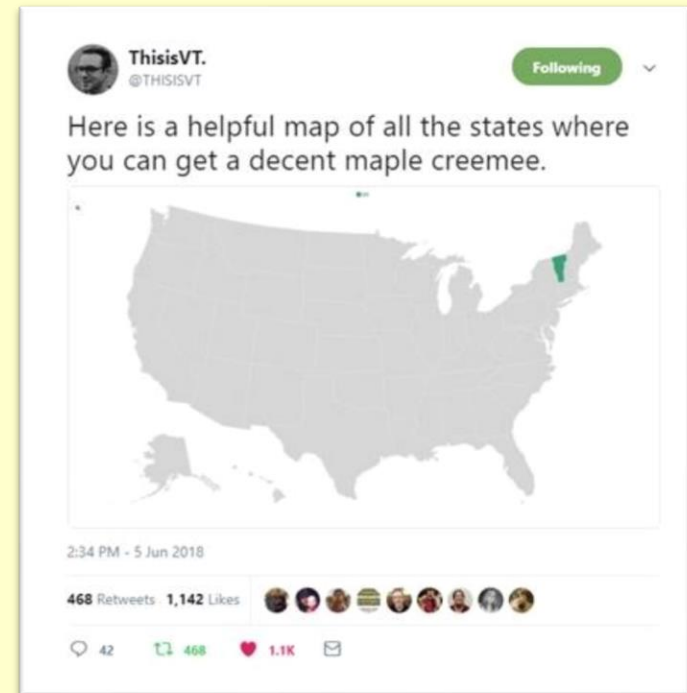 ThisisVT.
@THISISVT
Following
Here is a helpful map of all the states where
you can get a decent maple creemee.
2:34 PM - 5 Jun 2018
468 Retweets 1,142 Likes
42 468 1.1K